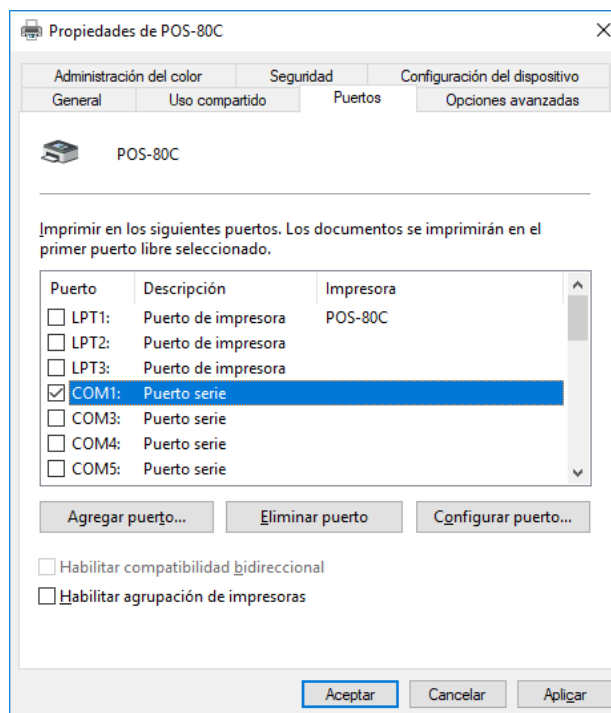 Propiedades de POS-80C
Administración del color Seguridad Configuración del dispositivo
General Uso compartido Puertos Opciones avanzadas
POS-80C
Imprimir en los siguientes puertos. Los documentos se imprimirán en el
primer puerto libre seleccionado.
Puerto Descripción Impresora
LPT1: Puerto de impresora POS-80C
LPT2: Puerto de impresora
LPT3: Puerto de impresora
COM1: Puerto serie
COM3: Puerto serie
COM4: Puerto serie
COM5: Puerto serie
Agregar puerto... Eliminar puerto Configurar puerto...
Habilitar compatibilidad bidireccional
Habilitar agrupación de impresoras
Aceptar Cancelar Aplicar